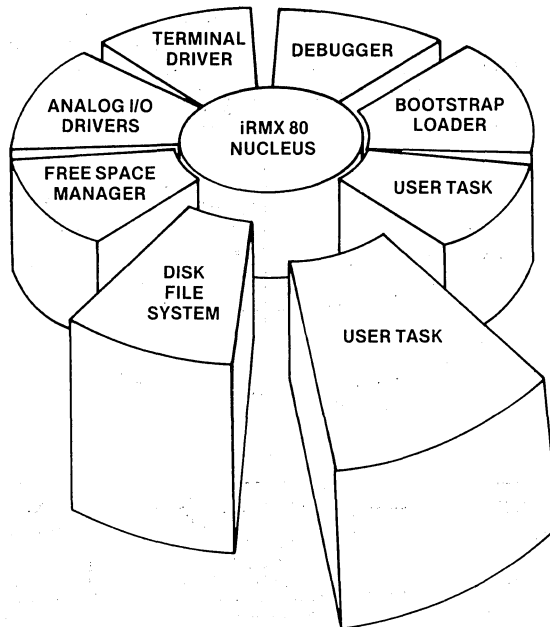 TERMINAL
DRIVER
DEBUGGER
ANALOG I/O
DRIVERS
iRMX 80
NUCLEUS
BOOTSTRAP
LOADER
FREE SPACE
MANAGER
USER TASK
DISK
FILE
SYSTEM
USER TASK